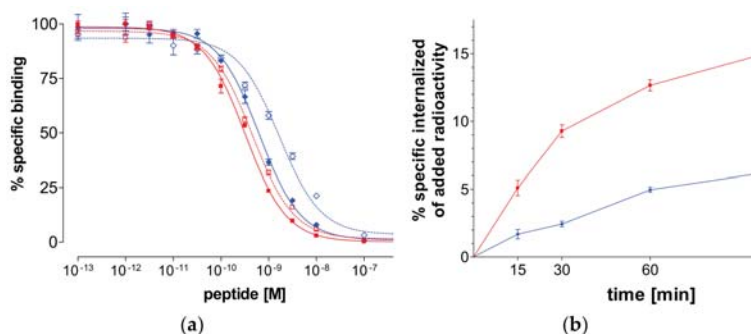 % specific binding
100
75
50
25
0
10⁻¹³
10⁻¹²
10⁻¹¹
10⁻¹⁰
10⁻⁹
10⁻⁸
10⁻⁷
peptide [M]
(a)
% specific internalized
of added radioactivity
15
10
5
0
15
30
60
time [min]
(b)